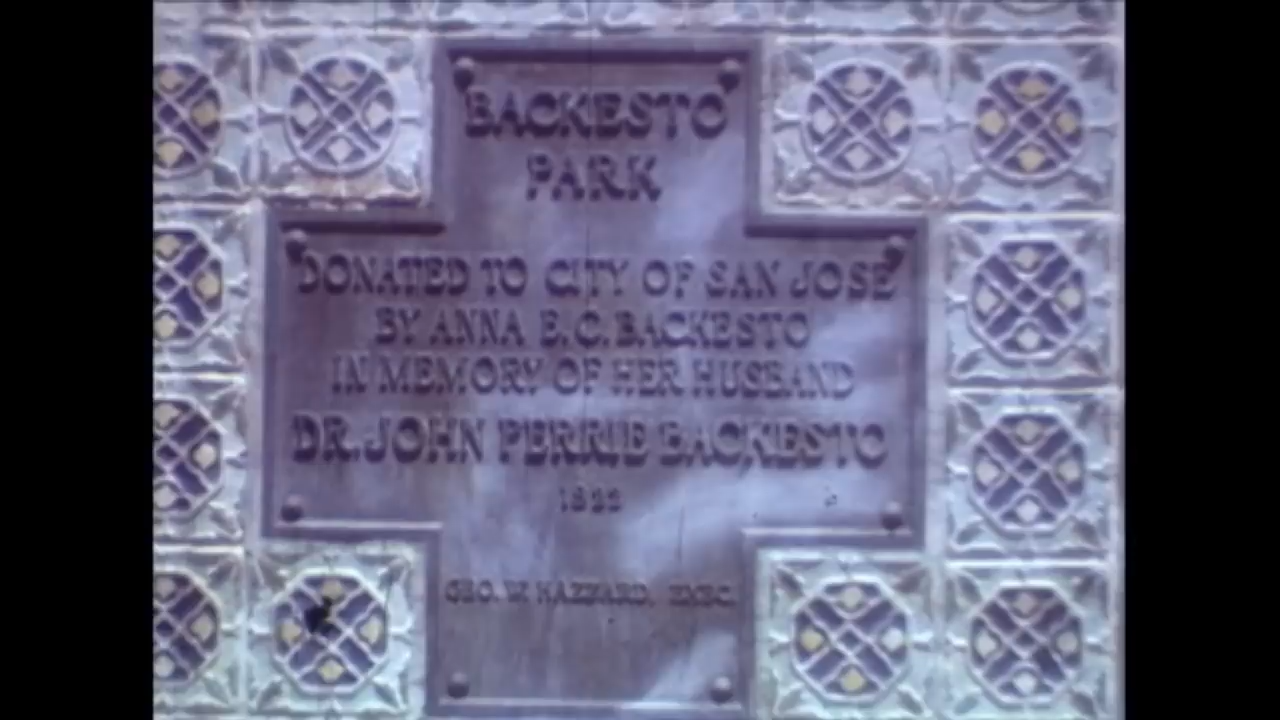 BACKESTO
PARK
DONATED TO CITY OF SAN JOSE
BY ANNA E.C. BACKESTO
IN MEMORY OF HER HUSBAND
DR. JOHN PERRIE BACKESTO
GEO. W. HAZZARD, EXEC.